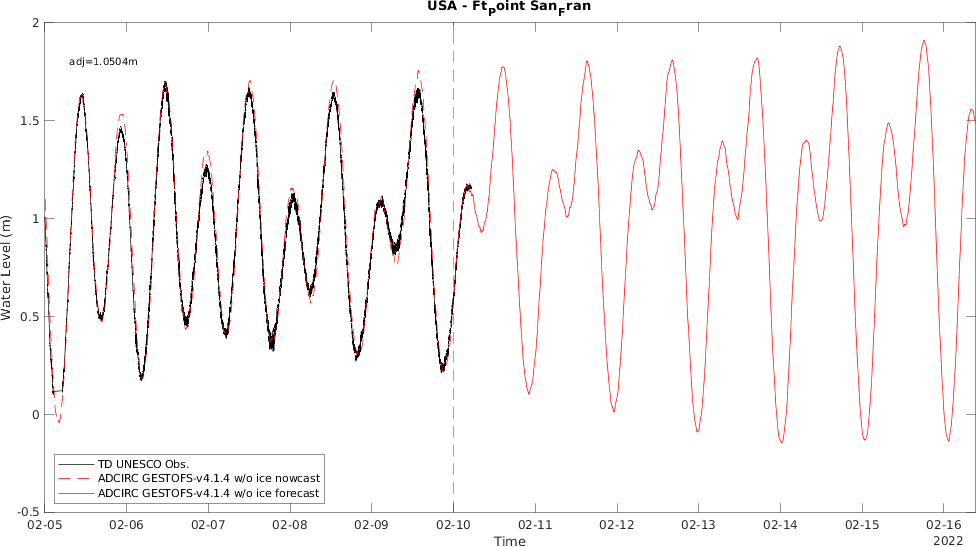 USA - Ft_Point San_Fran
adj=1.0504m
2
1.5
1
0.5
0
-0.5
Water Level (m)
TD UNESCO Obs.
ADCIRC GESTOFS-v4.1.4 w/o ice nowcast
ADCIRC GESTOFS-v4.1.4 w/o ice forecast
02-05 02-06 02-07 02-08 02-09 02-10 02-11 02-12 02-13 02-14 02-15 02-16
Time
2022